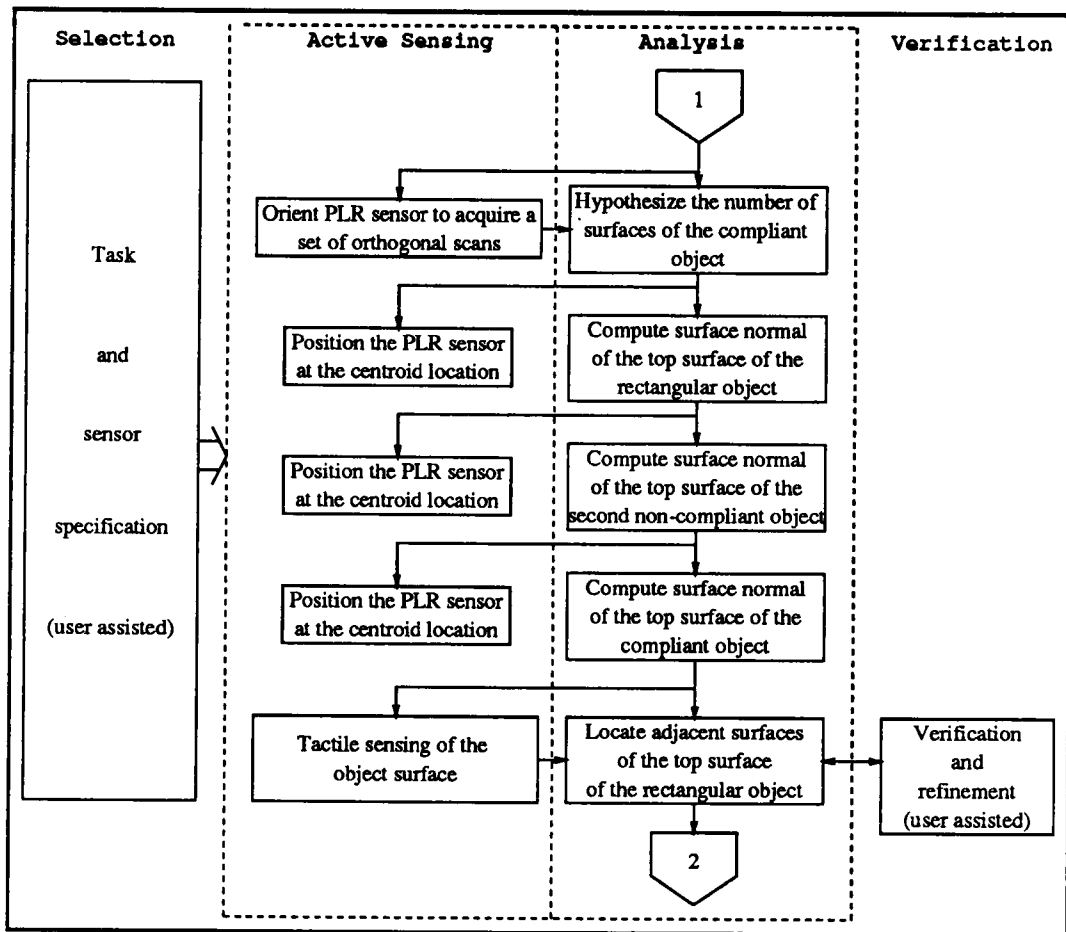 Selection
Active Sensing
Analysis
Verification
1
Task
and
sensor
specification
(user assisted)
Orient PLR sensor to acquire a
set of orthogonal scans
Hypothesize the number of
surfaces of the compliant
object
Position the PLR sensor
at the centroid location
Compute surface normal
of the top surface of the
rectangular object
Position the PLR sensor
at the centroid location
Compute surface normal
of the top surface of the
second non-compliant object
Position the PLR sensor
at the centroid location
Compute surface normal
of the top surface of the
compliant object
Tactile sensing of the
object surface
Locate adjacent surfaces
of the top surface
of the rectangular object
Verification
and
refinement
(user assisted)
2